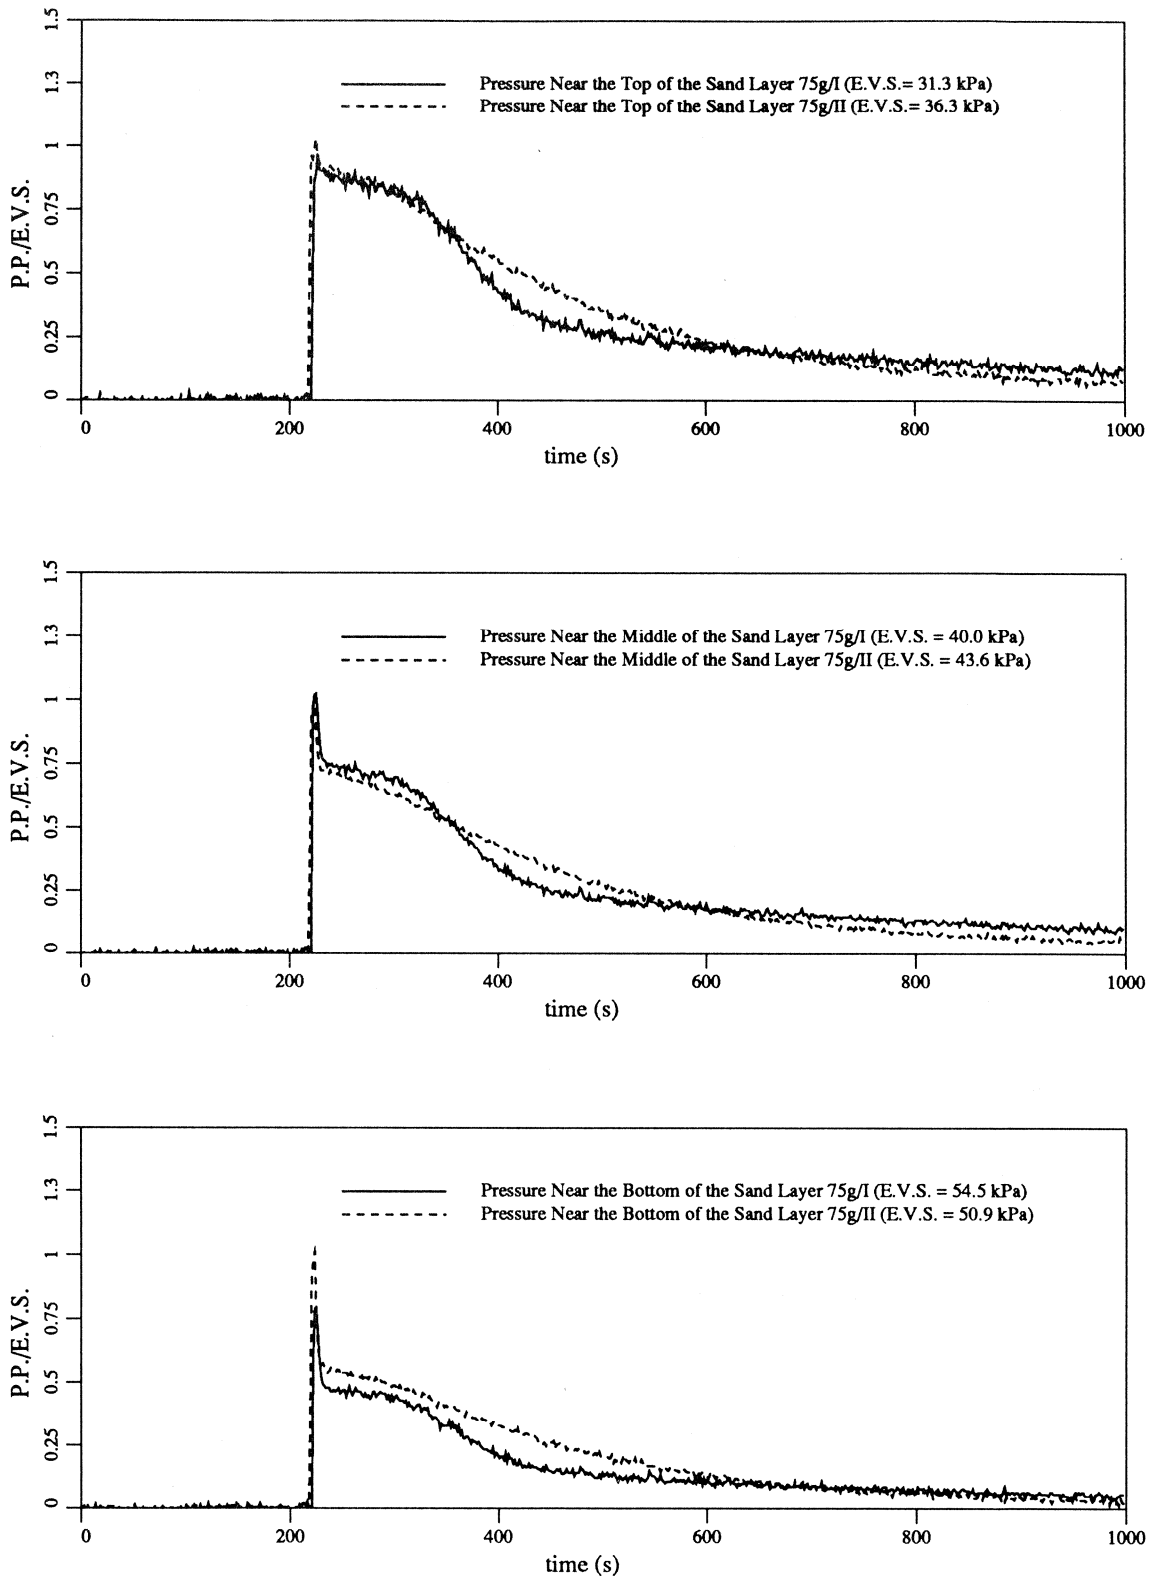 1.5
1.3
Pressure Near the Top of the Sand Layer 75g/I (E.V.S.= 31.3 kPa)
Pressure Near the Top of the Sand Layer 75g/II (E.V.S.= 36.3 kPa)
1
P.P./E.V.S.
0.75
0.5
0.25
0
0 200 400 600 800 1000
time (s)
1.5
1.3
Pressure Near the Middle of the Sand Layer 75g/I (E.V.S. = 40.0 kPa)
Pressure Near the Middle of the Sand Layer 75g/II (E.V.S. = 43.6 kPa)
1
P.P./E.V.S.
0.75
0.5
0.25
0
0 200 400 600 800 1000
time (s)
1.5
1.3
Pressure Near the Bottom of the Sand Layer 75g/I (E.V.S. = 54.5 kPa)
Pressure Near the Bottom of the Sand Layer 75g/II (E.V.S. = 50.9 kPa)
1
P.P./E.V.S.
0.75
0.5
0.25
0
0 200 400 600 800 1000
time (s)